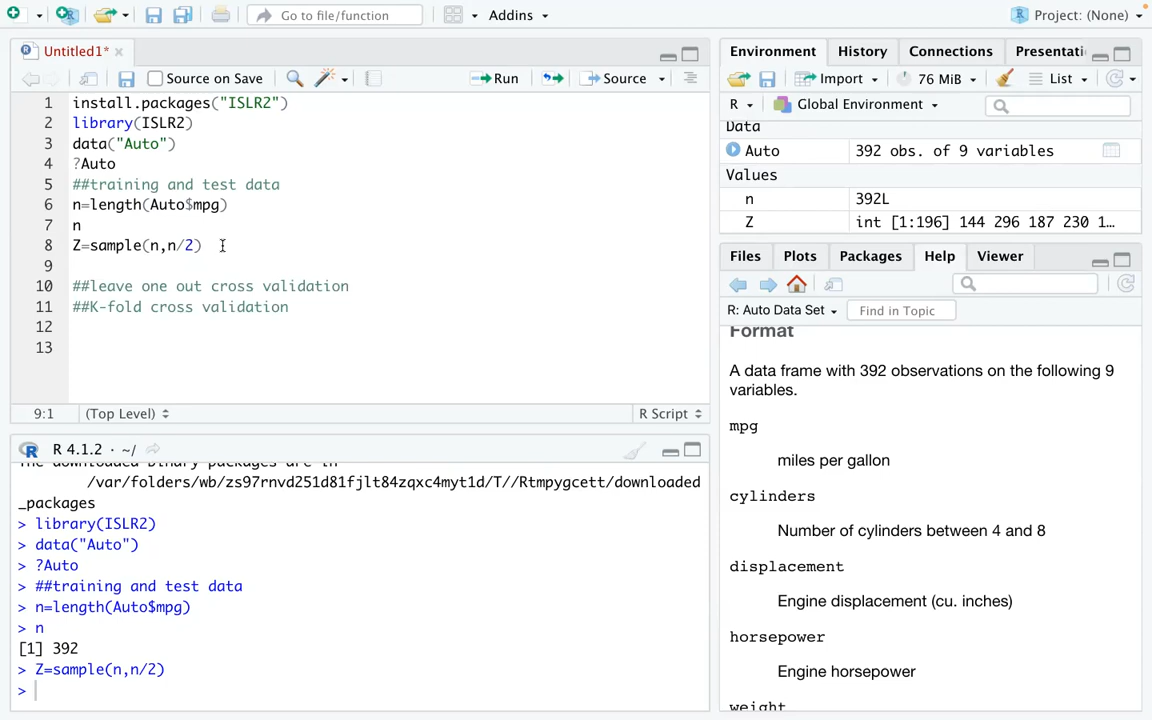 Go to file/function
Addins
Project: (None)
Untitled1*
Source on Save
Run
Source
1 install.packages("ISLR2")
2 library(ISLR2)
3 data("Auto")
4 ?Auto
5 ##training and test data
6 n=length(Auto$mpg)
7 n
8 Z=sample(n,n/2)
9
10 ##leave one out cross validation
11 ##K-fold cross validation
12
13
9:1 (Top Level) R Script
R 4.1.2 · ~/
The downloaded binary packages are in
/var/folders/wb/zs97rnvd251d81fjlt84zqxc4myt1d/T//Rtmpygcett/downloaded
_packages
> library(ISLR2)
> data("Auto")
> ?Auto
> ##training and test data
> n=length(Auto$mpg)
> n
[1] 392
> Z=sample(n,n/2)
>
Environment History Connections Presentati
Import 76 MiB List
R Global Environment
Data
Auto 392 obs. of 9 variables
Values
n 392L
Z int [1:196] 144 296 187 230 1…
Files Plots Packages Help Viewer
R: Auto Data Set Find in Topic
Format
A data frame with 392 observations on the following 9
variables.
mpg
miles per gallon
cylinders
Number of cylinders between 4 and 8
displacement
Engine displacement (cu. inches)
horsepower
Engine horsepower
weight